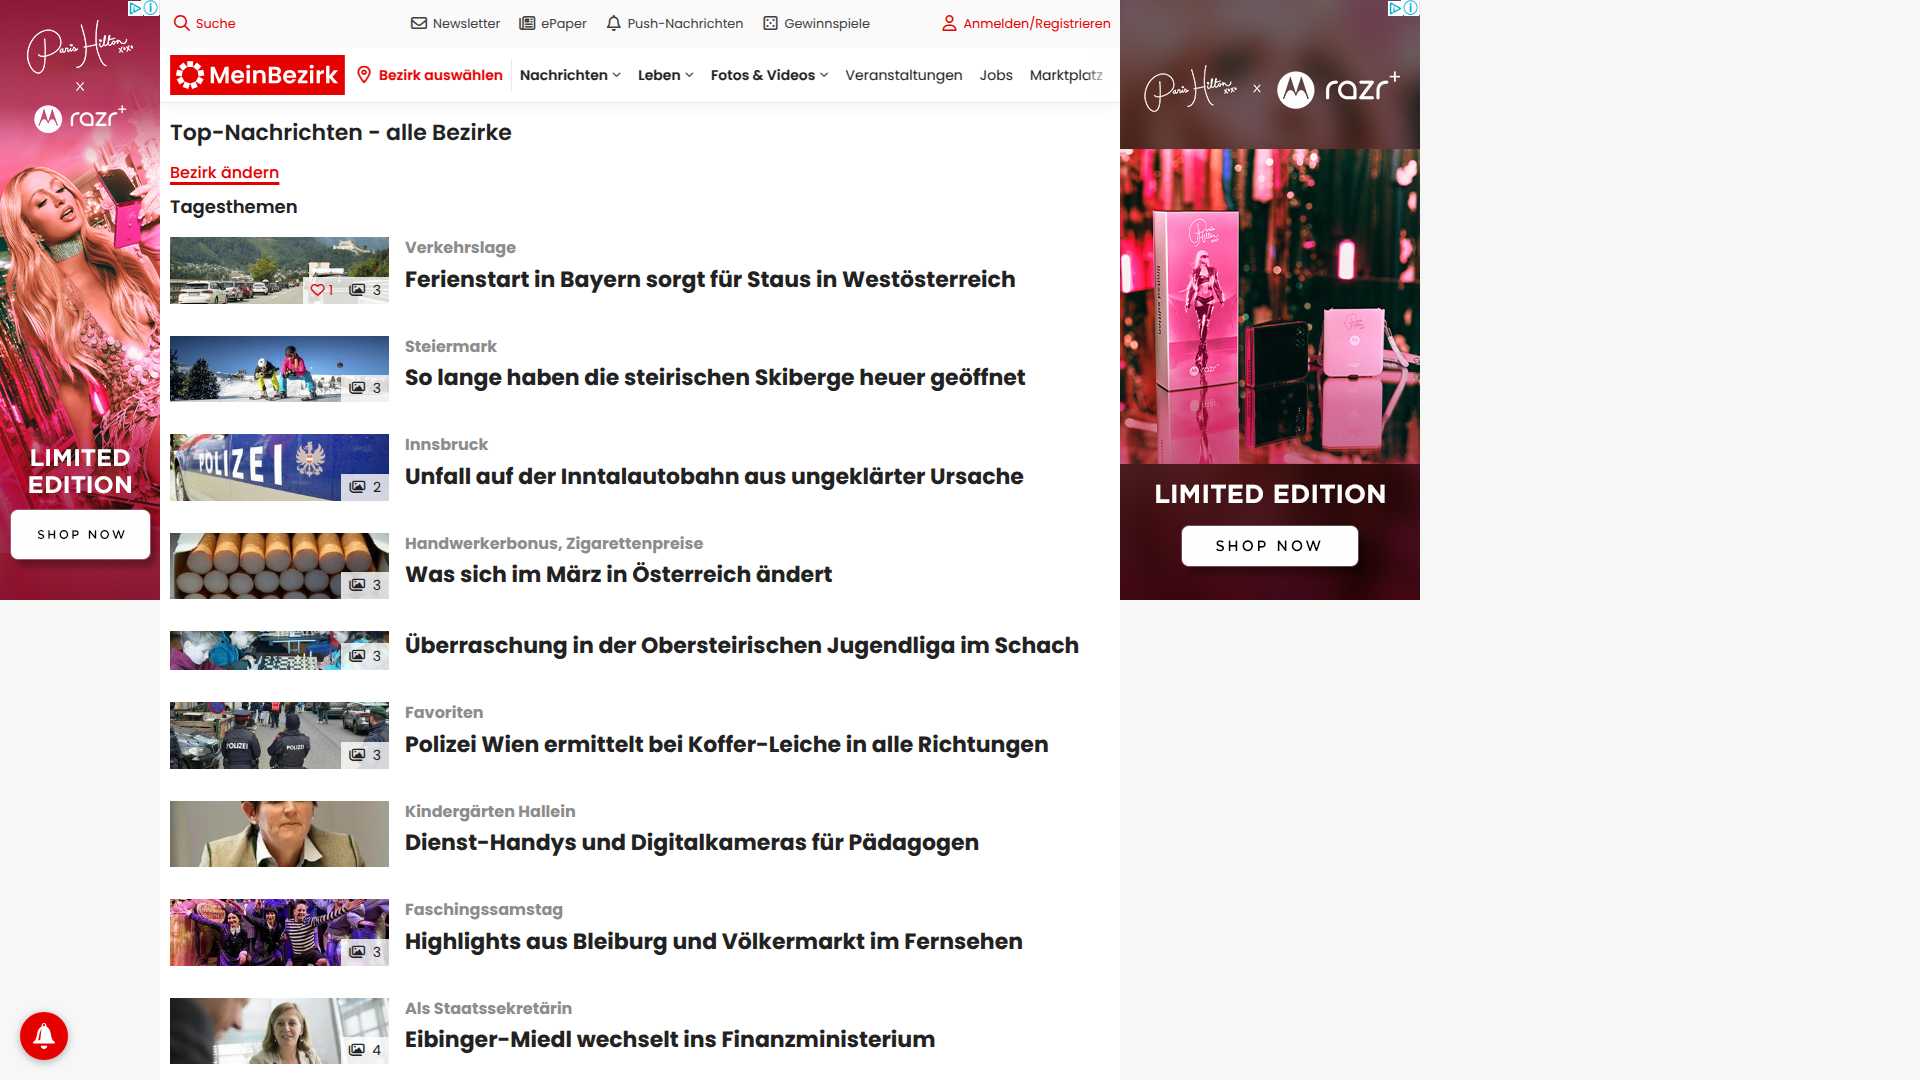 Suche
Newsletter
ePaper
Push-Nachrichten
Gewinnspiele
Anmelden/Registrieren
MeinBezirk
Bezirk auswählen
Nachrichten
Leben
Fotos & Videos
Veranstaltungen
Jobs
Marktplatz
Top-Nachrichten - alle Bezirke
Bezirk ändern
Tagesthemen
1
3
Verkehrslage
Ferienstart in Bayern sorgt für Staus in Westösterreich
3
Steiermark
So lange haben die steirischen Skiberge heuer geöffnet
POLIZEI
2
Innsbruck
Unfall auf der Inntalautobahn aus ungeklärter Ursache
3
Handwerkerbonus, Zigarettenpreise
Was sich im März in Österreich ändert
3
Überraschung in der Obersteirischen Jugendliga im Schach
POLIZEI
POLIZEI
3
Favoriten
Polizei Wien ermittelt bei Koffer-Leiche in alle Richtungen
Kindergärten Hallein
Dienst-Handys und Digitalkameras für Pädagogen
3
Faschingssamstag
Highlights aus Bleiburg und Völkermarkt im Fernsehen
4
Als Staatssekretärin
Eibinger-Miedl wechselt ins Finanzministerium
Paris Hilton xoxo
x
razr+
LIMITED
EDITION
SHOP NOW
Paris Hilton xoxo x razr+
limited edition
razr+
LIMITED EDITION
SHOP NOW